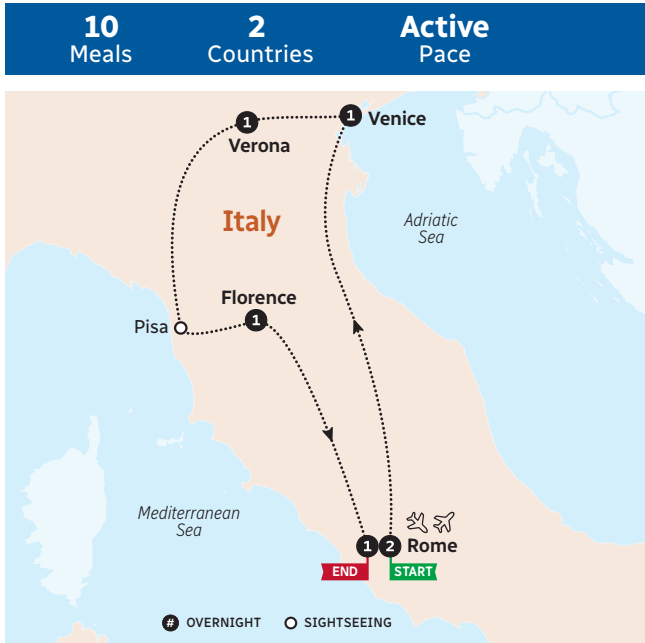 10
Meals
2
Countries
Active
Pace
1
Verona
1
Venice
Italy
Adriatic
Sea
Florence
1
Pisa
Mediterranean
Sea
1
2
Rome
END
START
# OVERNIGHT
SIGHTSEEING